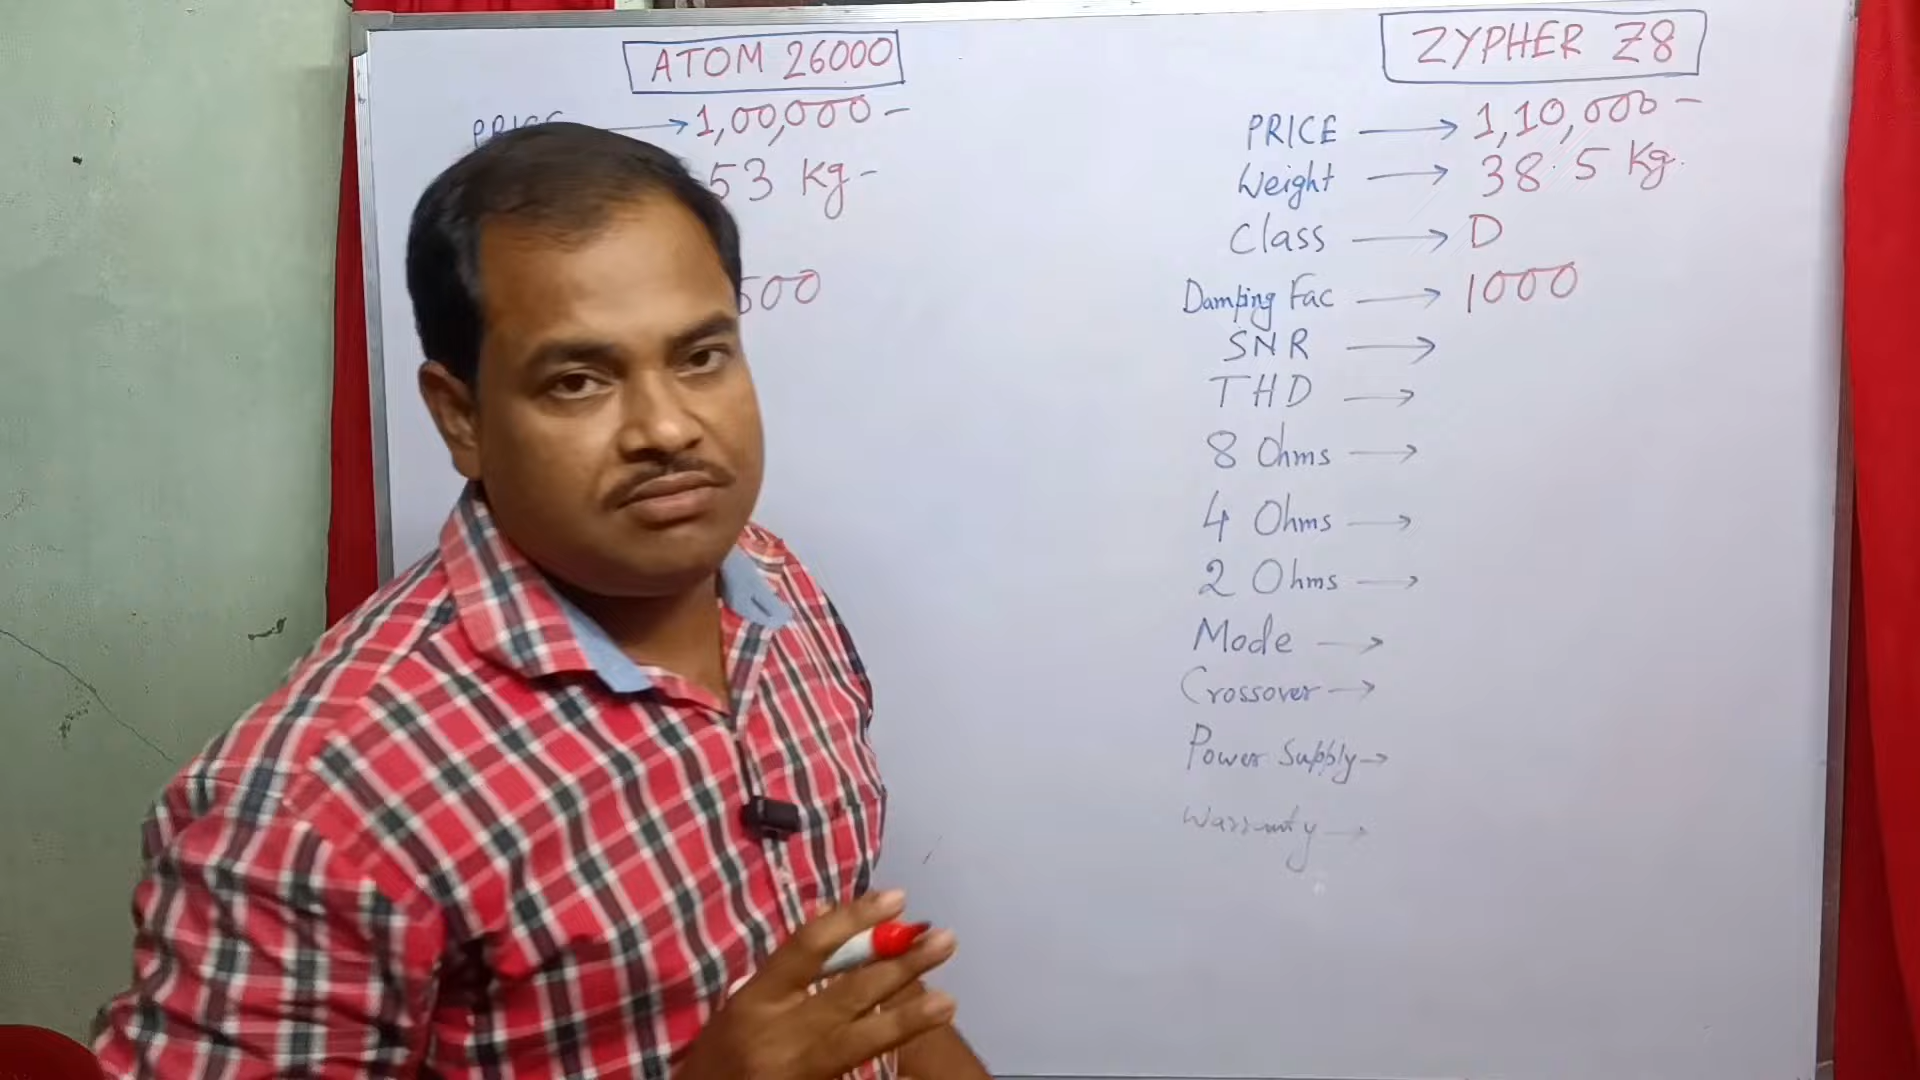 ATOM 26000
PRICE → 1,00,000 -
53 Kg -
500
ZYPHER Z8
PRICE → 1,10,000 -
Weight → 38.5 Kg.
Class → D
Damping Fac → 1000
SNR →
THD →
8 Ohms →
4 Ohms →
2 Ohms →
Mode →
Crossover →
Power Supply →
Warranty →